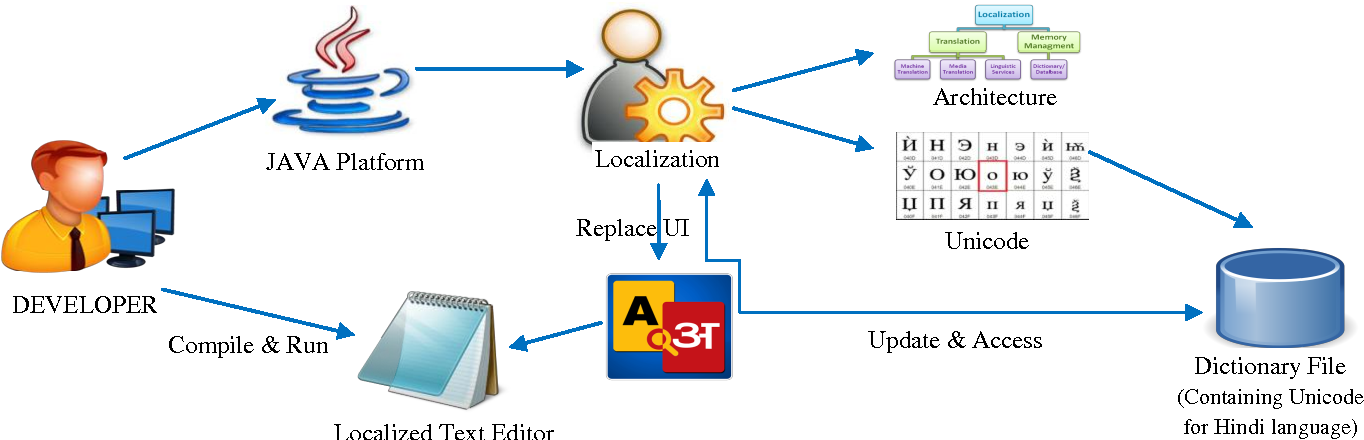 Localization
Translation
Memory
Managment
Machine
Translation
Media
Translation
Linguistic
Services
Dictionary/
Database
Architecture
JAVA Platform
Localization
Ѝ Н Э н э ѝ ѭ
040D 041D 042D 043D 044D 045D 046D
Ў О Ю о ю ў Ѯ
040E 041E 042E 043E 044E 045E 046E
Џ П Я п я џ ѯ
040F 041F 042F 043F 044F 045F 046F
Unicode
Replace UI
DEVELOPER
Compile & Run
A अ
Update & Access
Dictionary File
(Containing Unicode
for Hindi language)
Localized Text Editor